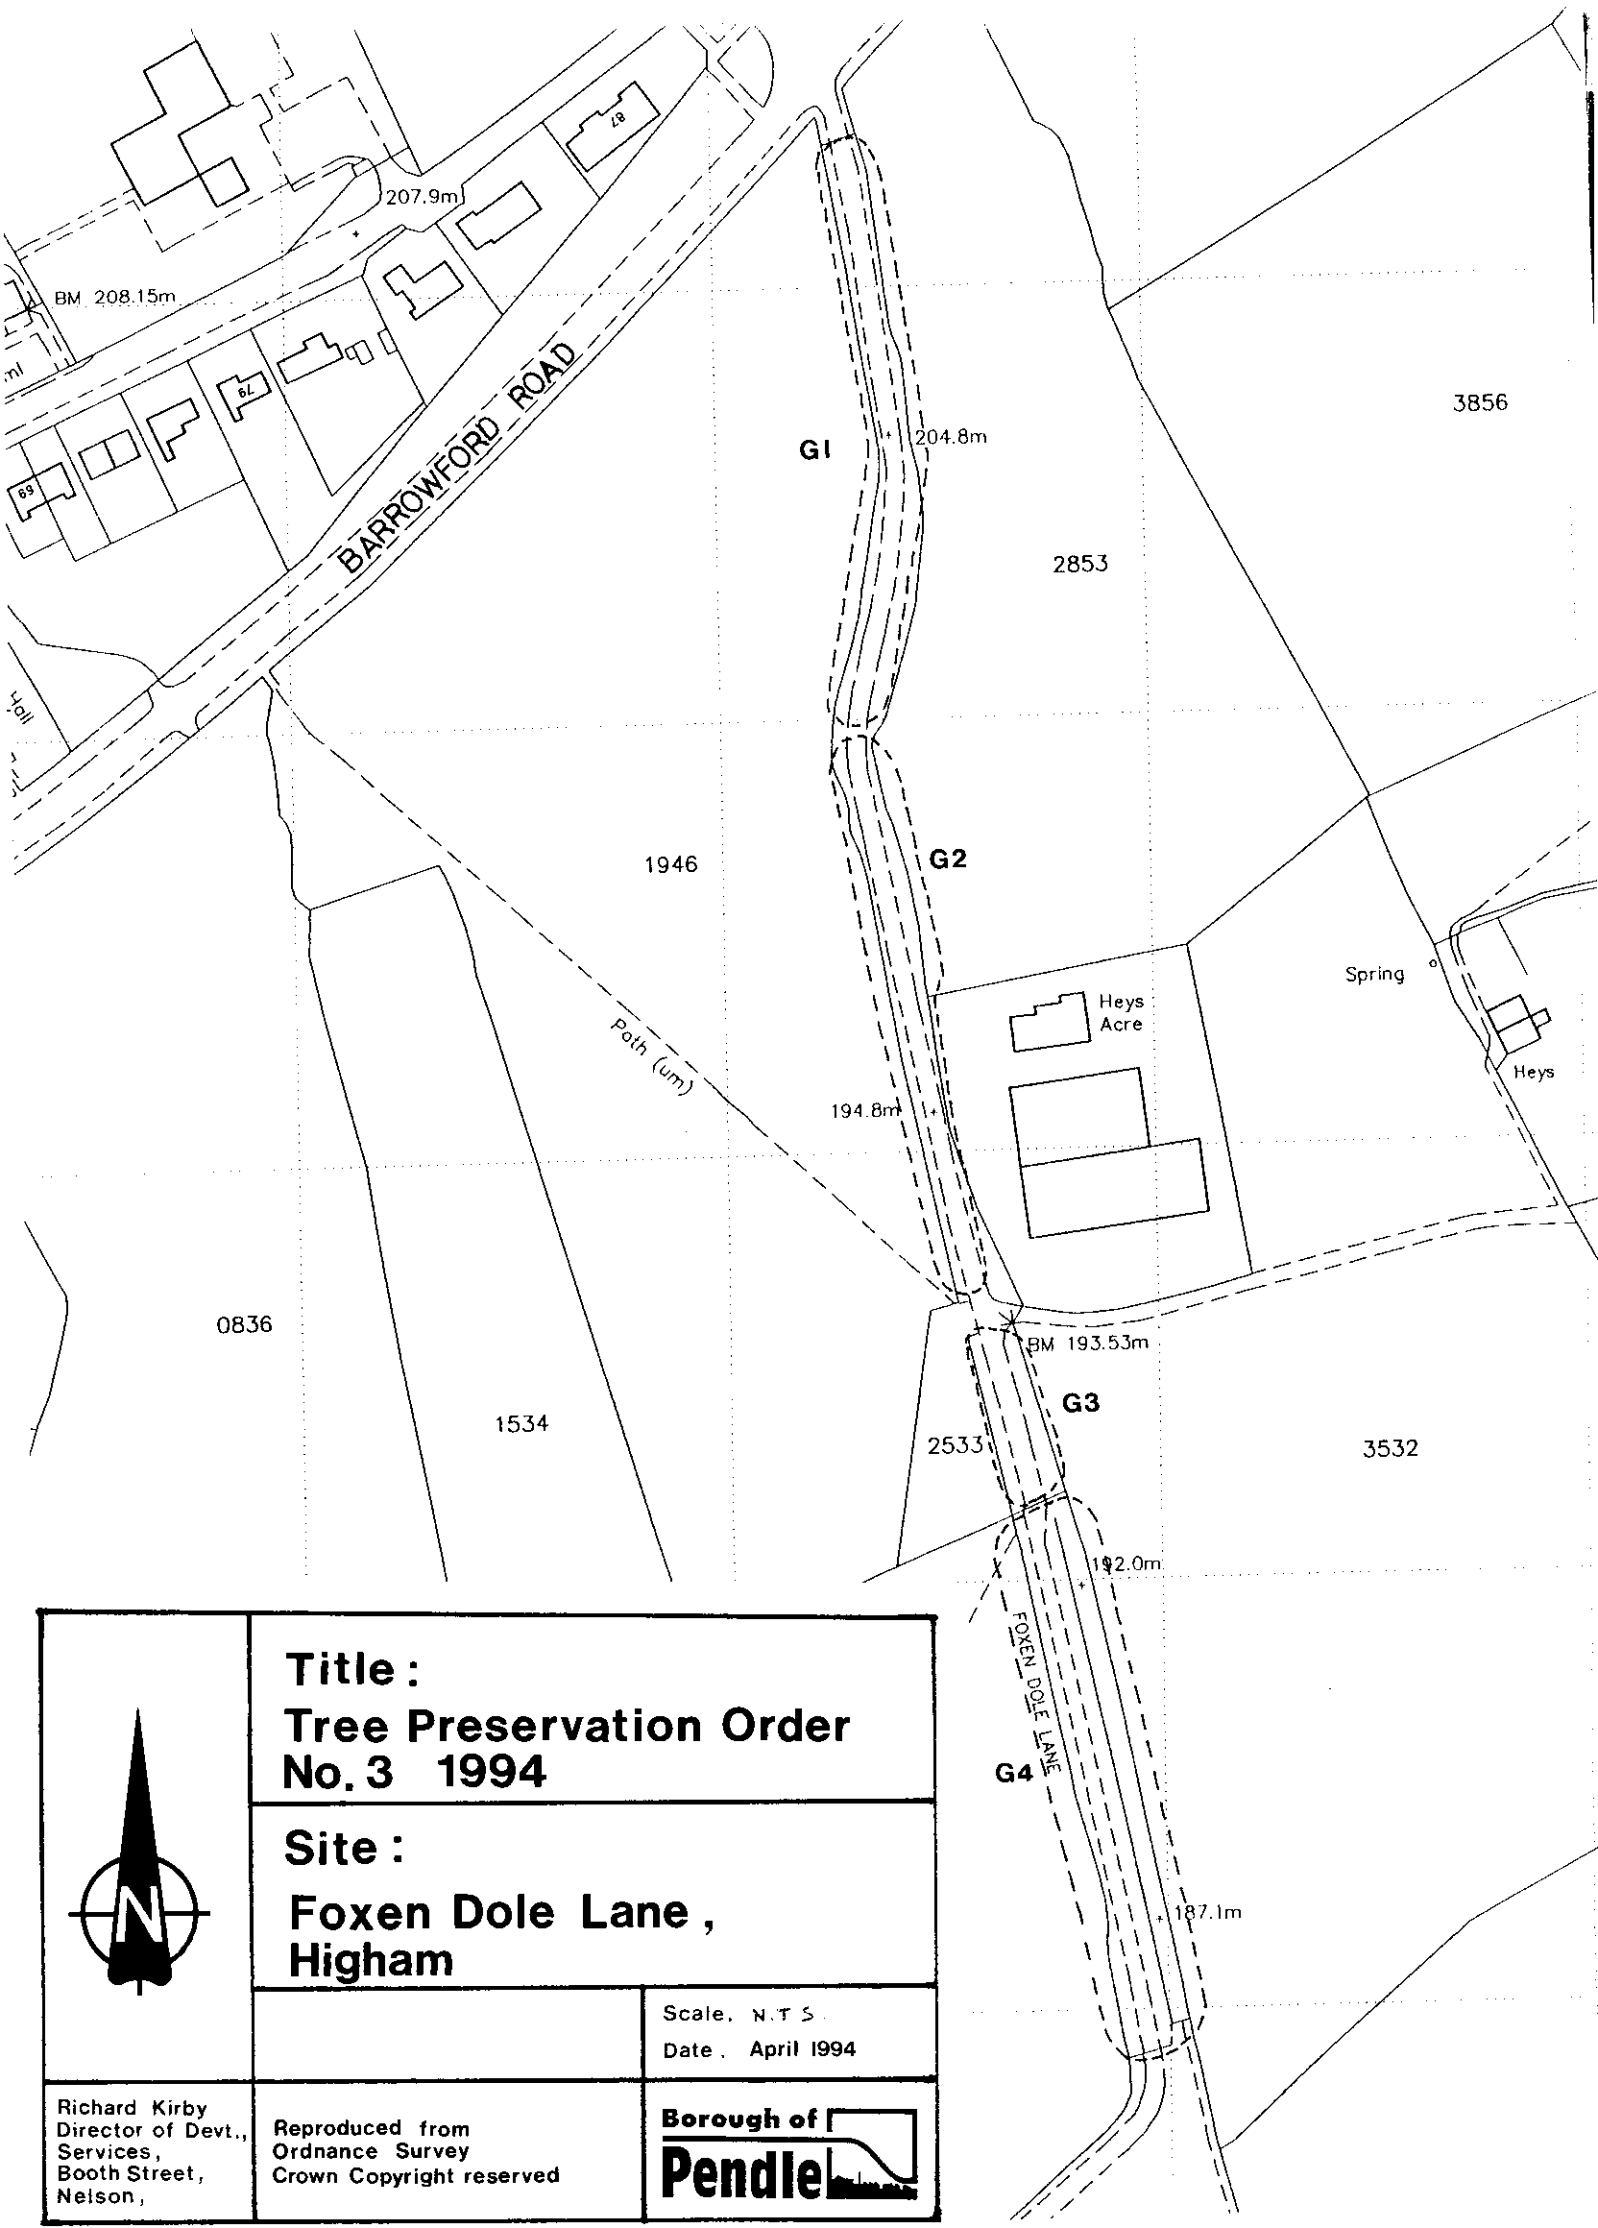 87
207.9m
BM 208.15m
79
69
BARROWFORD ROAD
3856
G1
204.8m
2853
Hall
1946
G2
Spring
Heys
Acre
Path (um)
Heys
194.8m
0836
BM 193.53m
G3
1534
2533
3532
192.0m
FOXEN DOLE LANE
G4
187.1m
Title :
Tree Preservation Order
No. 3 1994
Site :
Foxen Dole Lane ,
Higham
N
Scale. N.T.S.
Date . April 1994
Richard Kirby
Director of Devt.,
Services,
Booth Street,
Nelson,
Reproduced from
Ordnance Survey
Crown Copyright reserved
Borough of
Pendle